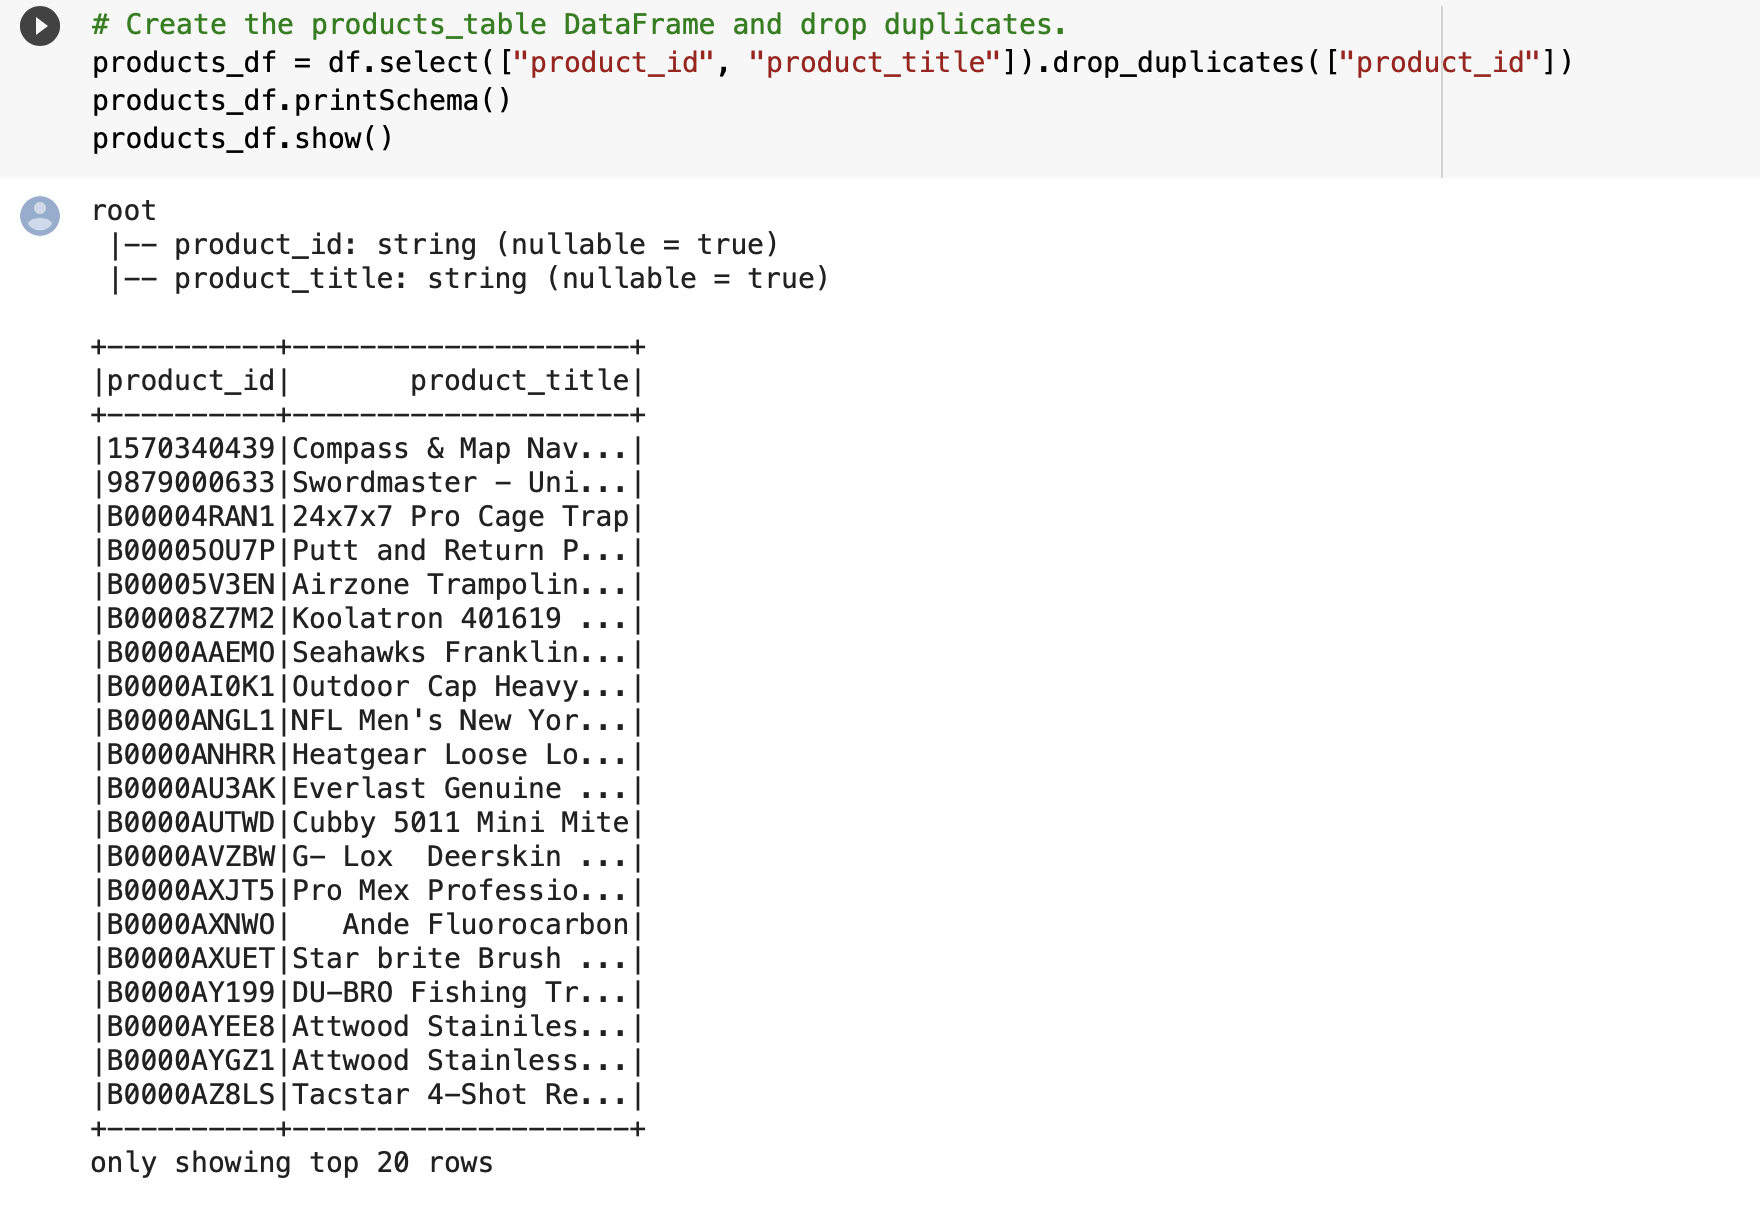 # Create the products_table DataFrame and drop duplicates.
products_df = df.select(["product_id", "product_title"]).drop_duplicates(["product_id"])
products_df.printSchema()
products_df.show()
root
 |-- product_id: string (nullable = true)
 |-- product_title: string (nullable = true)

+----------+--------------------+
|product_id|       product_title|
+----------+--------------------+
|1570340439|Compass & Map Nav...|
|9879000633|Swordmaster - Uni...|
|B00004RAN1|24x7x7 Pro Cage Trap|
|B00005OU7P|Putt and Return P...|
|B00005V3EN|Airzone Trampolin...|
|B00008Z7M2|Koolatron 401619 ...|
|B0000AAEMO|Seahawks Franklin...|
|B0000AI0K1|Outdoor Cap Heavy...|
|B0000ANGL1|NFL Men's New Yor...|
|B0000ANHRR|Heatgear Loose Lo...|
|B0000AU3AK|Everlast Genuine ...|
|B0000AUTWD|Cubby 5011 Mini Mite|
|B0000AVZBW|G- Lox  Deerskin ...|
|B0000AXJT5|Pro Mex Professio...|
|B0000AXNWO|   Ande Fluorocarbon|
|B0000AXUET|Star brite Brush ...|
|B0000AY199|DU-BRO Fishing Tr...|
|B0000AYEE8|Attwood Stainiles...|
|B0000AYGZ1|Attwood Stainless...|
|B0000AZ8LS|Tacstar 4-Shot Re...|
+----------+--------------------+
only showing top 20 rows